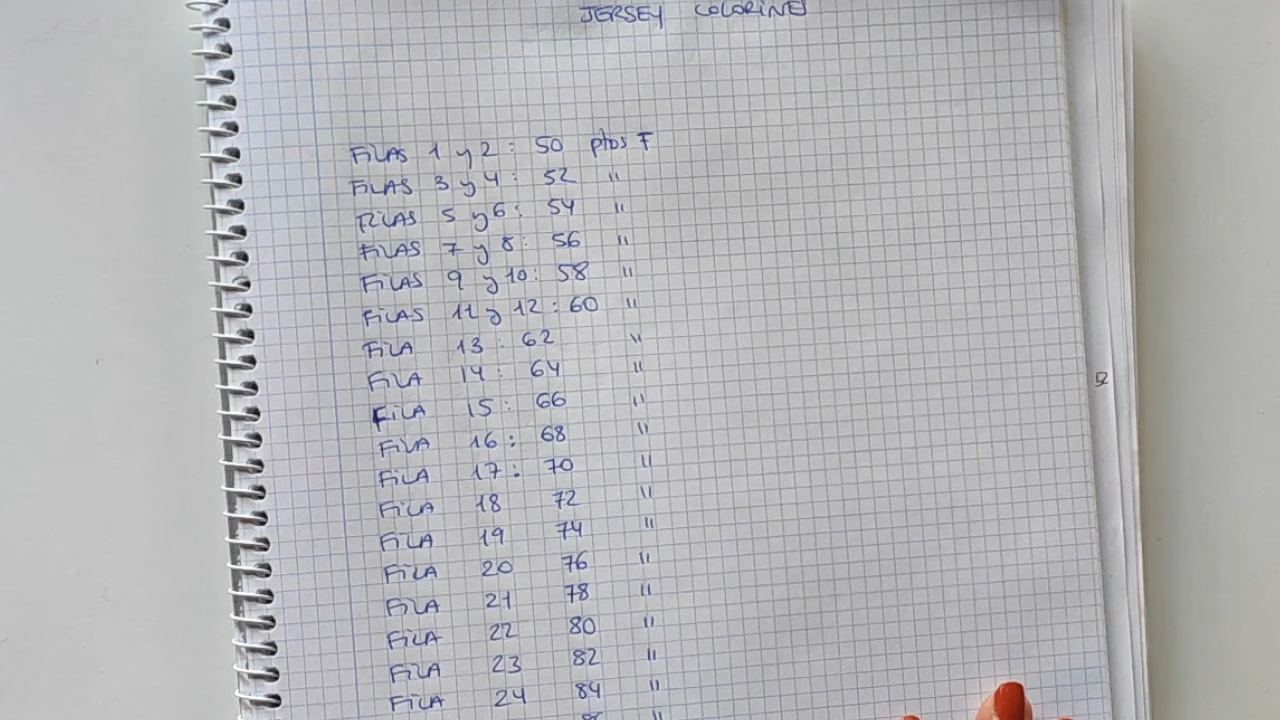 JERSEY COLORINES
FILAS 1 y 2 : 50 ptos F
FILAS 3 y 4 : 52 "
FILAS 5 y 6 : 54 "
FILAS 7 y 8 : 56 "
FILAS 9 y 10 : 58 "
FILAS 11 y 12 : 60 "
FILA 13 : 62 "
FILA 14 : 64 "
FILA 15 : 66 "
FILA 16 : 68 "
FILA 17 : 70 "
FILA 18 72 "
FILA 19 74 "
FILA 20 76 "
FILA 21 78 "
FILA 22 80 "
FILA 23 82 "
FILA 24 84 "